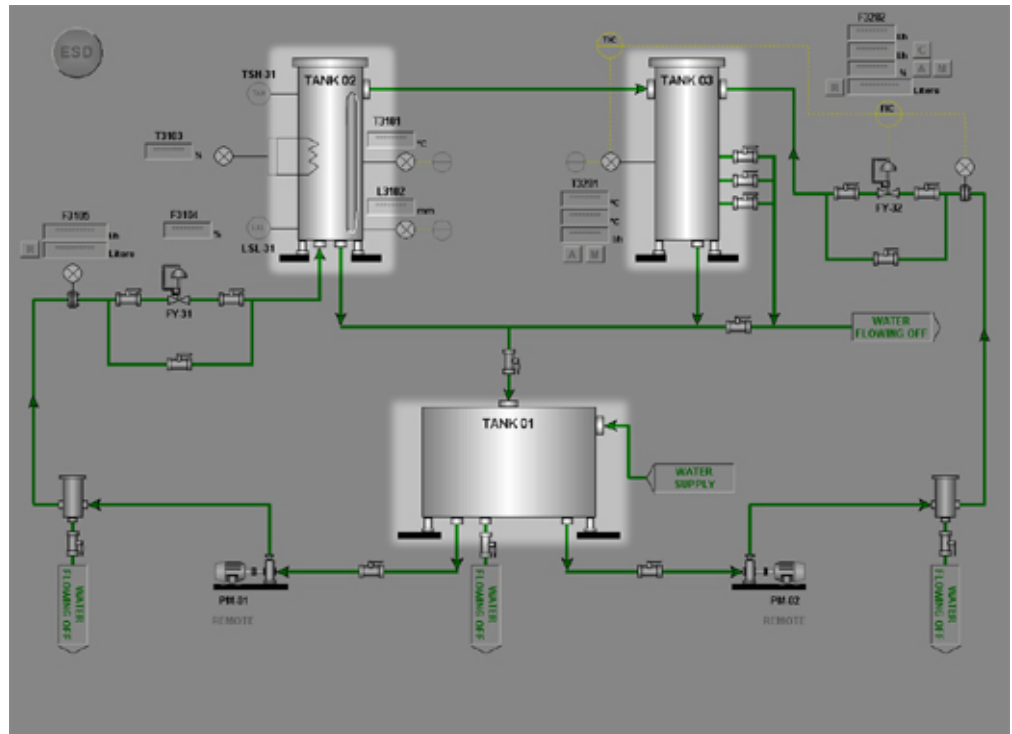 ESD
F3202
l/h
l/h
C
%
A M
R
Liters
TIC
TANK 02
TANK 03
TSH-31
T3103
%
T3101
°C
FIC
L3102
mm
T3201
°C
°C
l/h
A M
FY-32
F3105
l/h
R
Liters
F3104
%
LSL-31
FY-31
WATER
FLOWING OFF
TANK 01
WATER
SUPPLY
WATER
FLOWING OFF
PM-01
REMOTE
WATER
FLOWING OFF
PM-02
REMOTE
WATER
FLOWING OFF